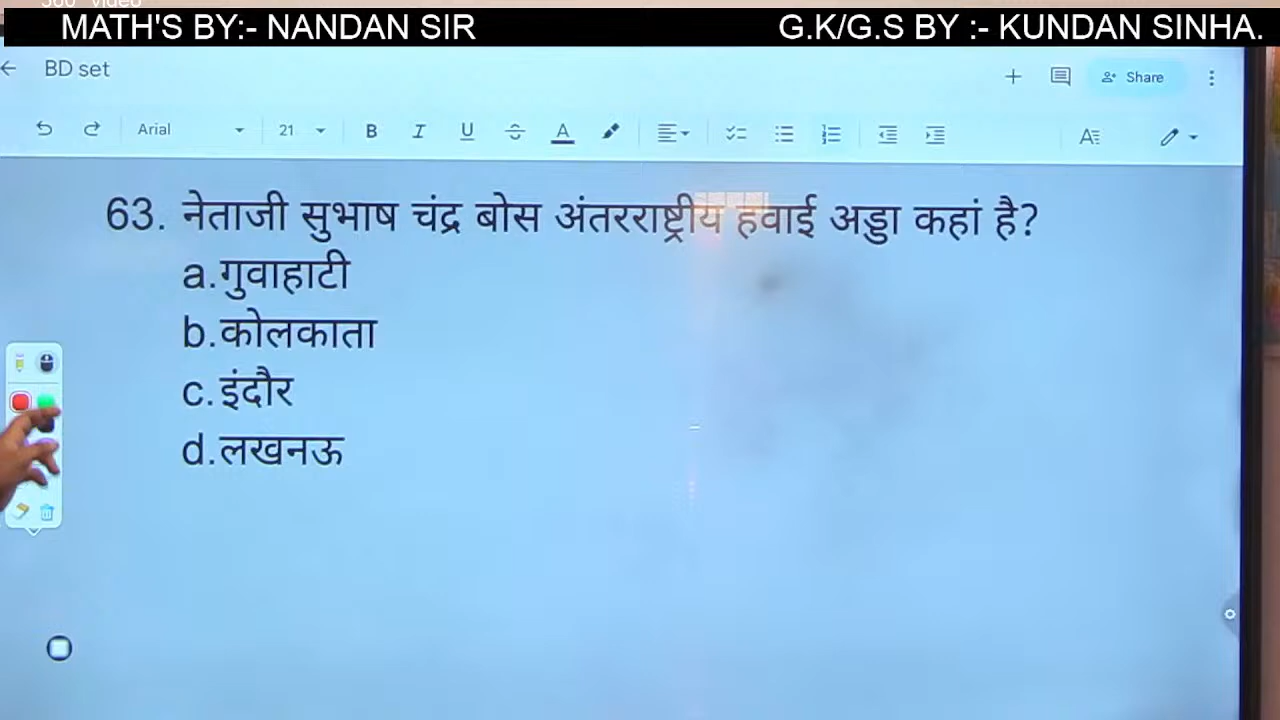 MATH'S BY:- NANDAN SIR
G.K/G.S BY :- KUNDAN SINHA.
BD set
Share
Arial
21
B I U S A
63. नेताजी सुभाष चंद्र बोस अंतरराष्ट्रीय हवाई अड्डा कहां है?
a.गुवाहाटी
b.कोलकाता
c.इंदौर
d.लखनऊ